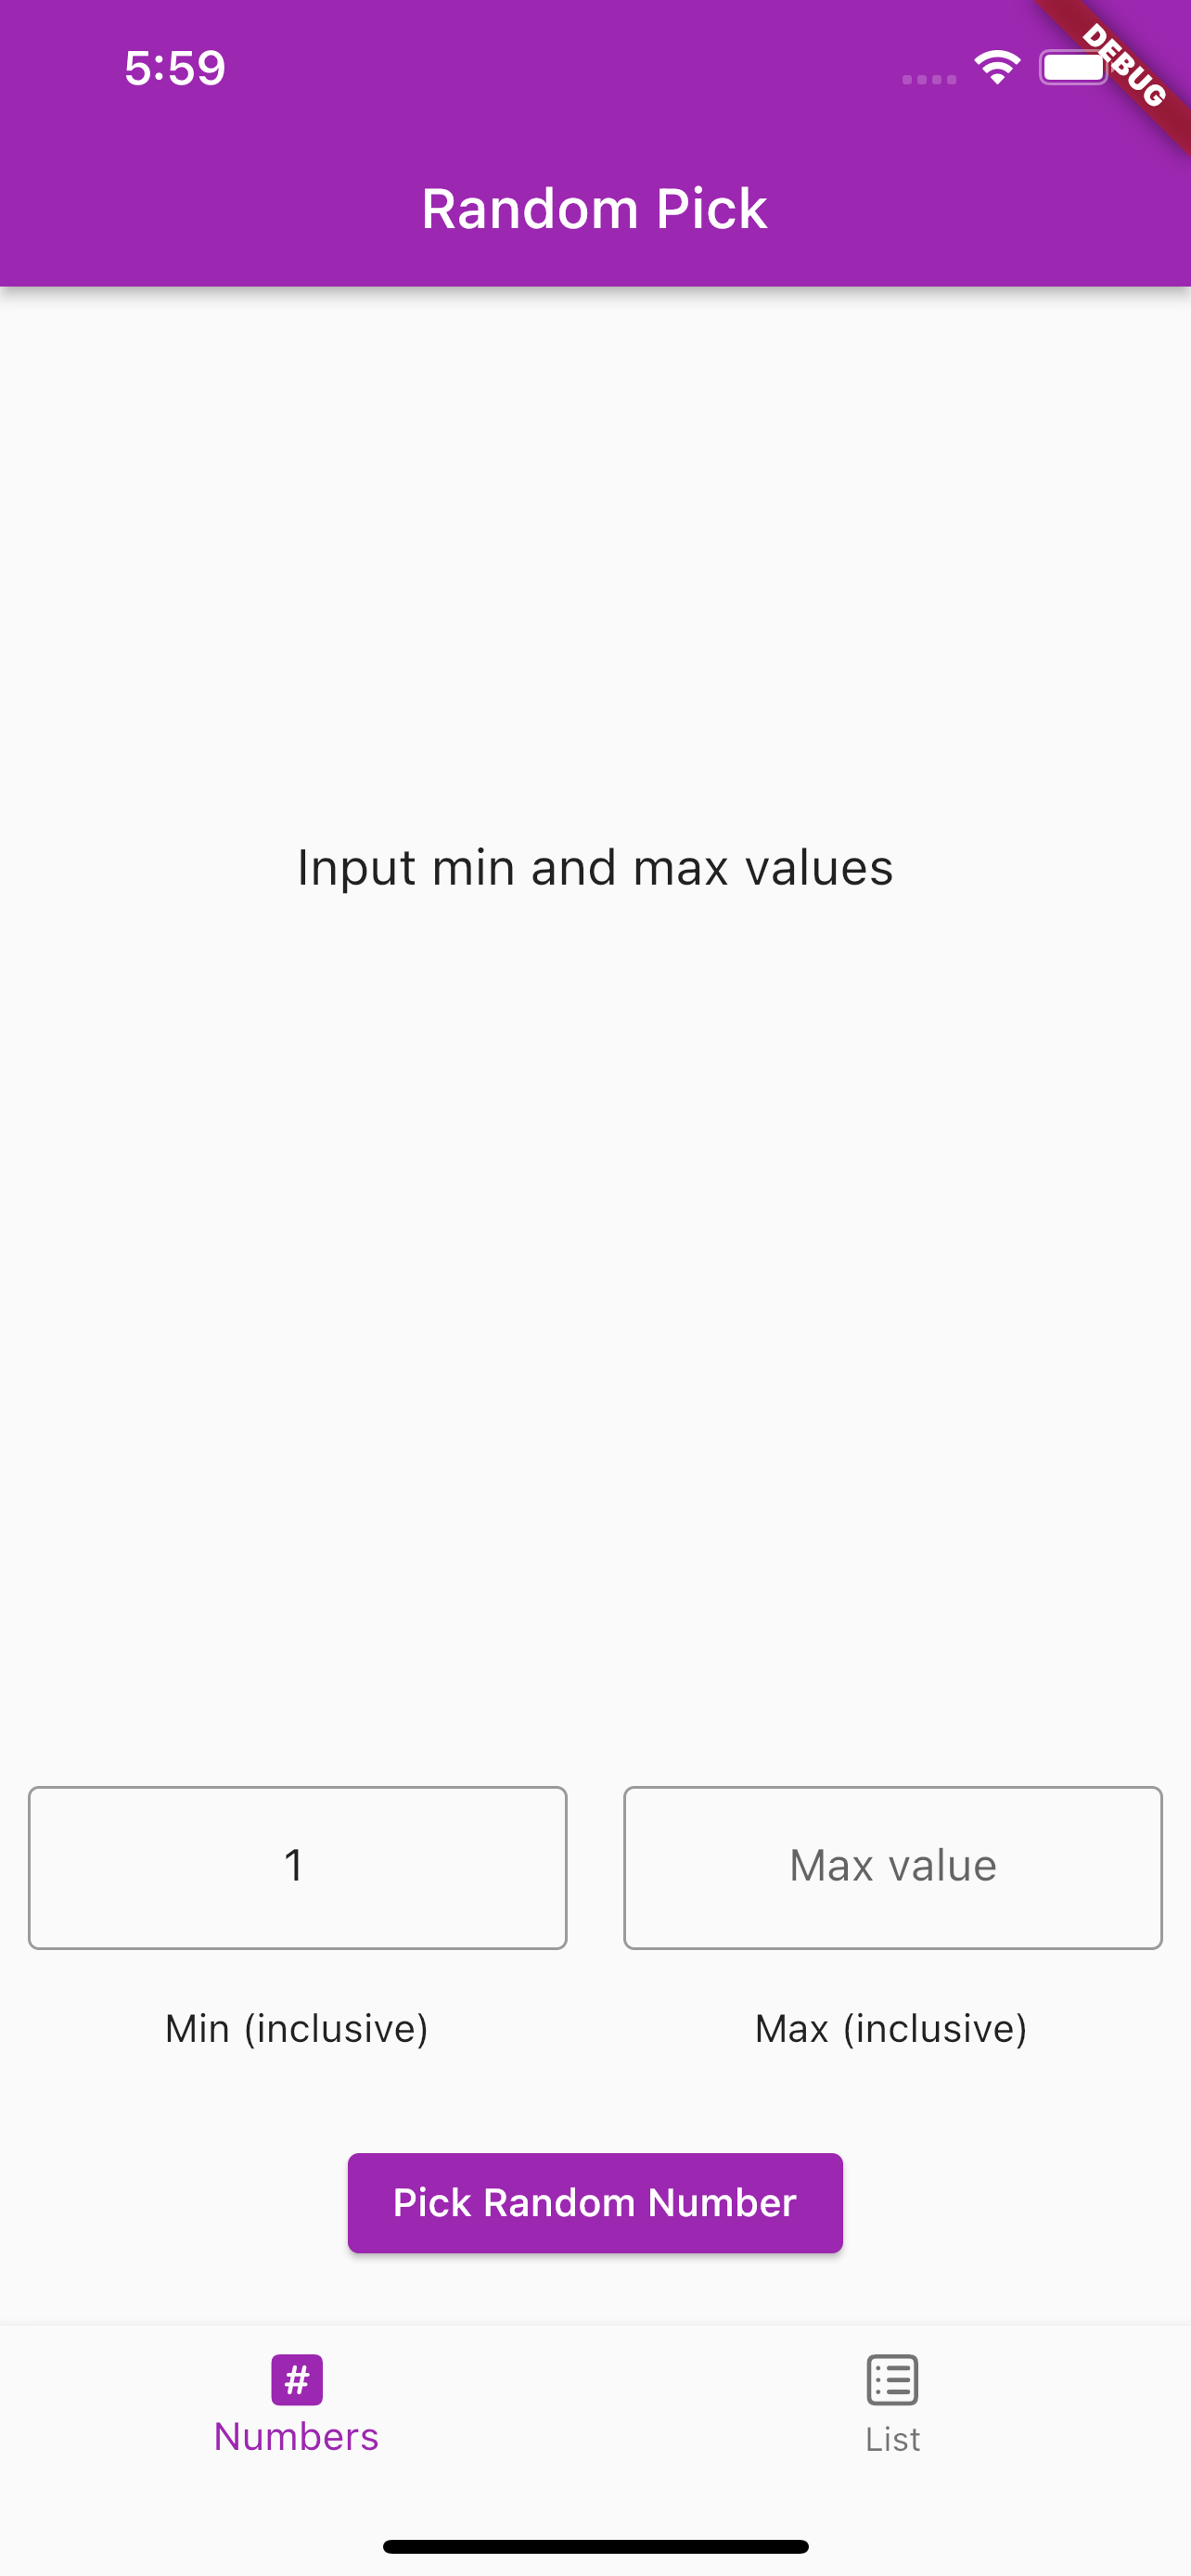 5:59
DEBUG
Random Pick
Input min and max values
1
Max value
Min (inclusive)
Max (inclusive)
Pick Random Number
#
Numbers
List